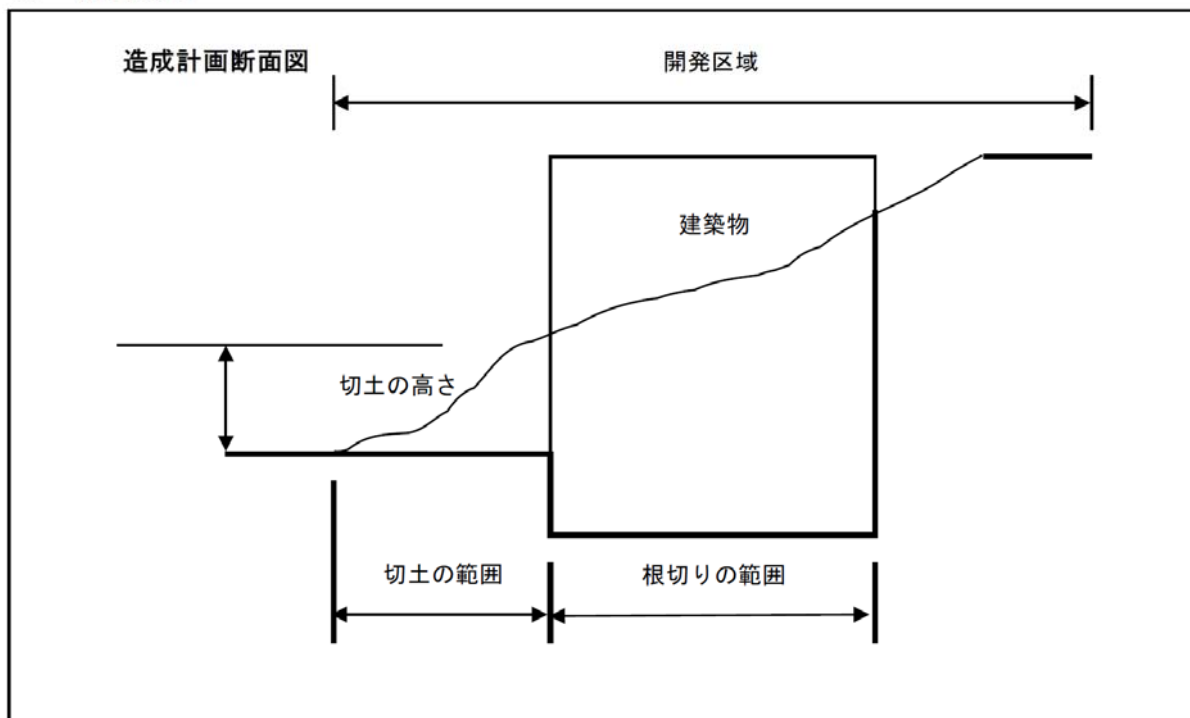 造成計画断面図
開発区域
建築物
切土の高さ
切土の範囲
根切りの範囲